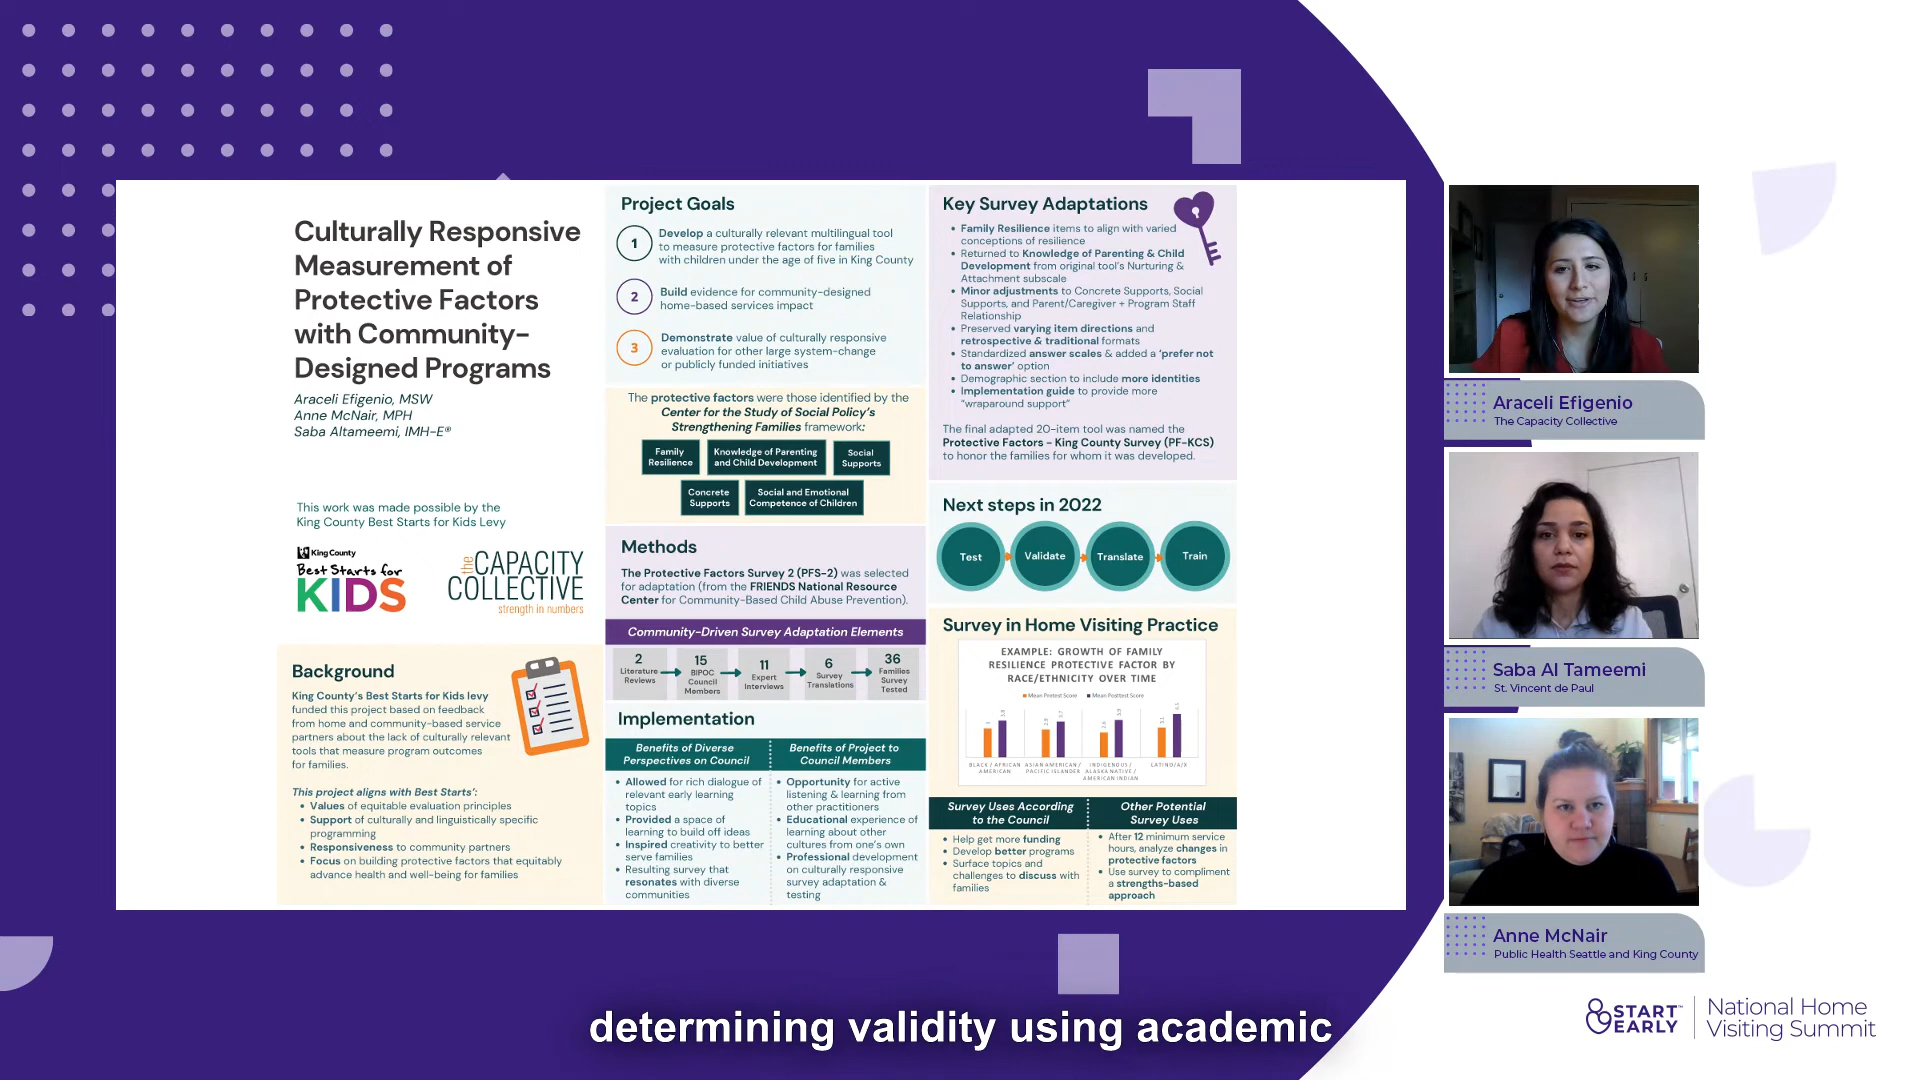 Culturally Responsive
Measurement of
Protective Factors
with Community-
Designed Programs
Araceli Efigenio, MSW
Anne McNair, MPH
Saba Altameemi, IMH-E®
This work was made possible by the
King County Best Starts for Kids Levy
King County
Best Starts for
KIDS
the CAPACITY
COLLECTIVE
strength in numbers
Background
King County's Best Starts for Kids levy
funded this project based on feedback
from home and community-based service
partners about the lack of culturally relevant
tools that measure program outcomes
for families.
This project aligns with Best Starts':
• Values of equitable evaluation principles
• Support of culturally and linguistically specific
programming
• Responsiveness to community partners
• Focus on building protective factors that equitably
advance health and well-being for families
Project Goals
1
Develop a culturally relevant multilingual tool
to measure protective factors for families
with children under the age of five in King County
2
Build evidence for community-designed
home-based services impact
3
Demonstrate value of culturally responsive
evaluation for other large system-change
or publicly funded initiatives
The protective factors were those identified by the
Center for the Study of Social Policy's
Strengthening Families framework:
Family
Resilience
Knowledge of Parenting
and Child Development
Social
Supports
Concrete
Supports
Social and Emotional
Competence of Children
Methods
The Protective Factors Survey 2 (PFS-2) was selected
for adaptation (from the FRIENDS National Resource
Center for Community-Based Child Abuse Prevention).
Community-Driven Survey Adaptation Elements
2
Literature
Reviews
15
BIPOC
Council
Members
11
Expert
Interviews
6
Survey
Translations
36
Families
Survey
Tested
Implementation
Benefits of Diverse
Perspectives on Council
• Allowed for rich dialogue of
relevant early learning
topics
• Provided a space of
learning to build off ideas
• Inspired creativity to better
serve families
• Resulting survey that
resonates with diverse
communities
Benefits of Project to
Council Members
• Opportunity for active
listening & learning from
other practitioners
• Educational experience of
learning about other
cultures from one's own
• Professional development
on culturally responsive
survey adaptation &
testing
Key Survey Adaptations
• Family Resilience items to align with varied
conceptions of resilience
• Returned to Knowledge of Parenting & Child
Development from original tool's Nurturing &
Attachment subscale
• Minor adjustments to Concrete Supports, Social
Supports, and Parent/Caregiver + Program Staff
Relationship
• Preserved varying item directions and
retrospective & traditional formats
• Standardized answer scales & added a 'prefer not
to answer' option
• Demographic section to include more identities
• Implementation guide to provide more
"wraparound support"
The final adapted 20-item tool was named the
Protective Factors - King County Survey (PF-KCS)
to honor the families for whom it was developed.
Next steps in 2022
Test
Validate
Translate
Train
Survey in Home Visiting Practice
EXAMPLE: GROWTH OF FAMILY
RESILIENCE PROTECTIVE FACTOR BY
RACE/ETHNICITY OVER TIME
Mean Pretest Score
Mean Posttest Score
BLACK / AFRICAN
AMERICAN
ASIAN AMERICAN /
PACIFIC ISLANDER
INDIGENOUS /
ALASKA NATIVE /
AMERICAN INDIAN
LATINO/A/X
Survey Uses According
to the Council
• Help get more funding
• Develop better programs
• Surface topics and
challenges to discuss with
families
Other Potential
Survey Uses
• After 12 minimum service
hours, analyze changes in
protective factors
• Use survey to compliment
a strengths-based
approach
Araceli Efigenio
The Capacity Collective
Saba Al Tameemi
St. Vincent de Paul
Anne McNair
Public Health Seattle and King County
START EARLY™
National Home
Visiting Summit
determining validity using academic